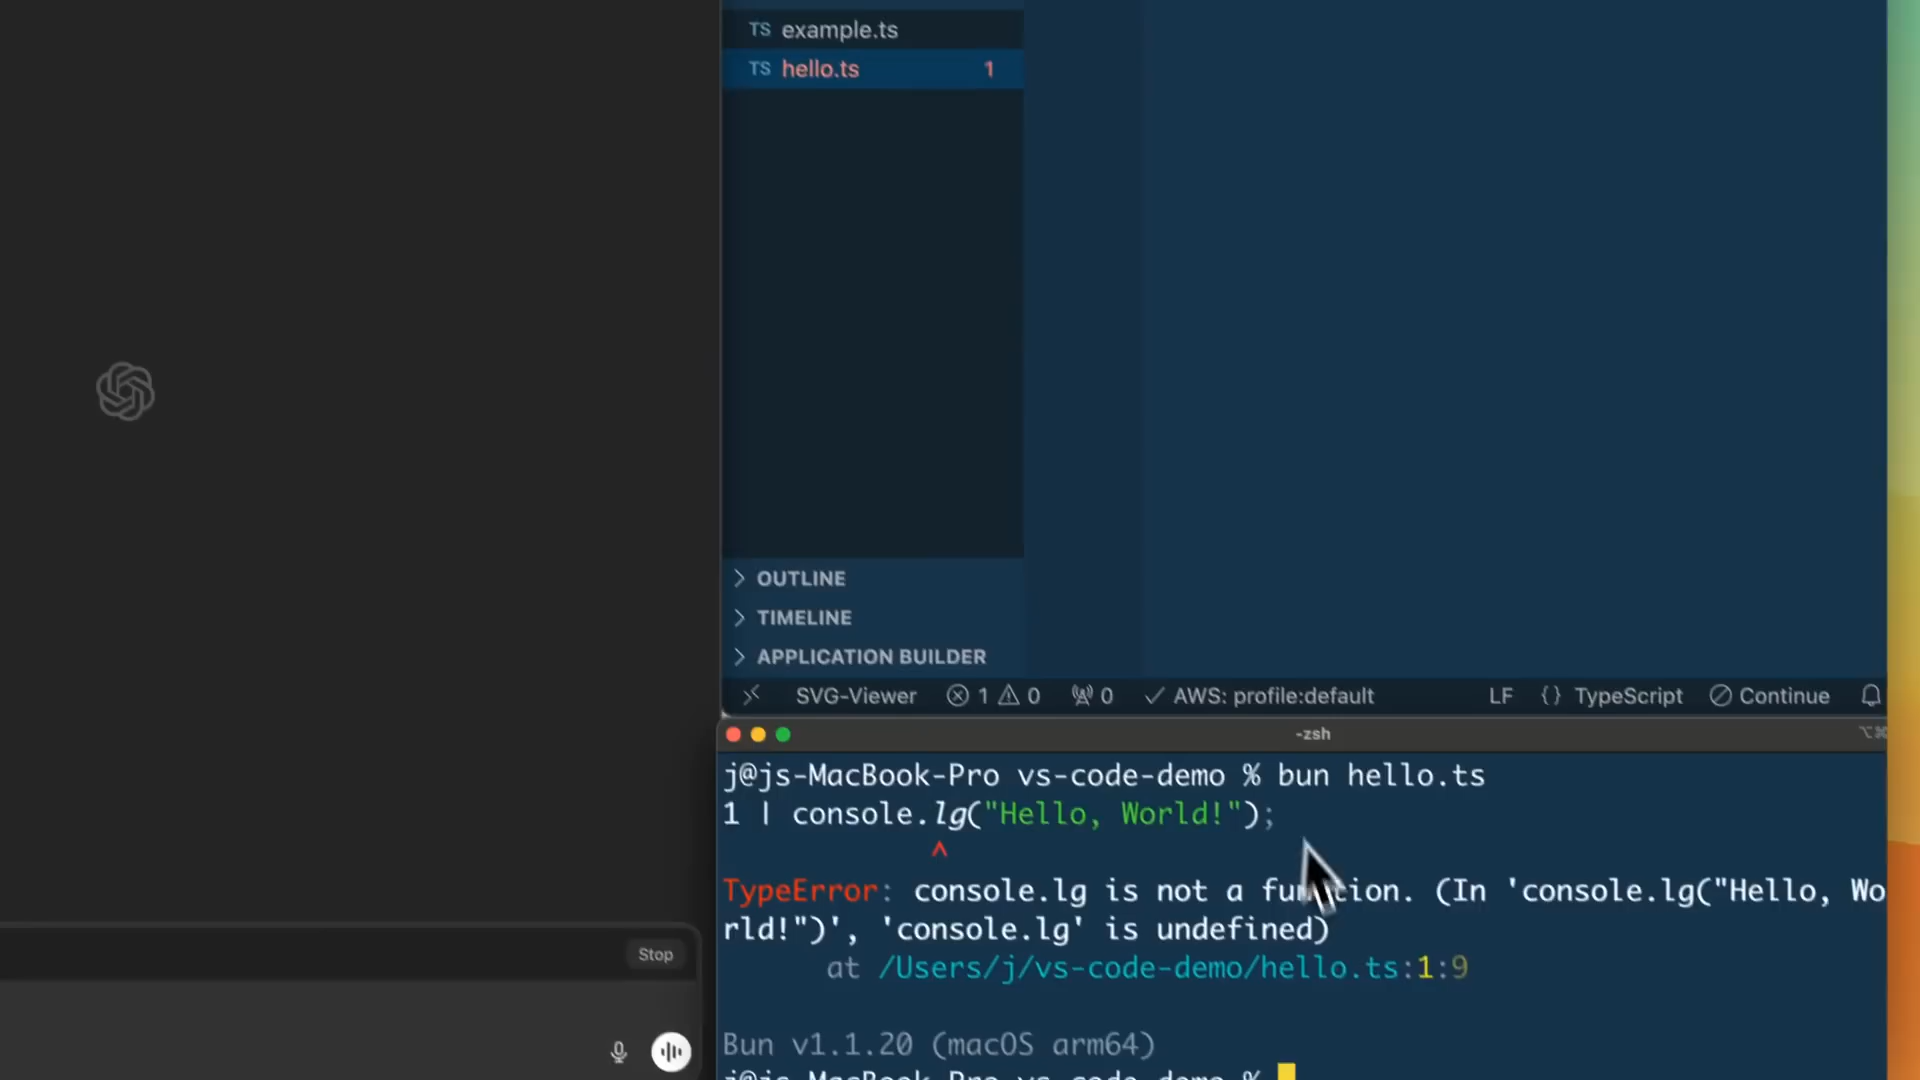 TS example.ts
TS hello.ts 1
OUTLINE
TIMELINE
APPLICATION BUILDER
SVG-Viewer 1 0 0 AWS: profile:default LF {} TypeScript Continue
-zsh
j@js-MacBook-Pro vs-code-demo % bun hello.ts
1 | console.lg("Hello, World!");
^
TypeError: console.lg is not a function. (In 'console.lg("Hello, Wo
rld!")', 'console.lg' is undefined)
at /Users/j/vs-code-demo/hello.ts:1:9
Stop
Bun v1.1.20 (macOS arm64)
j@js-MacBook-Pro vs-code-demo %